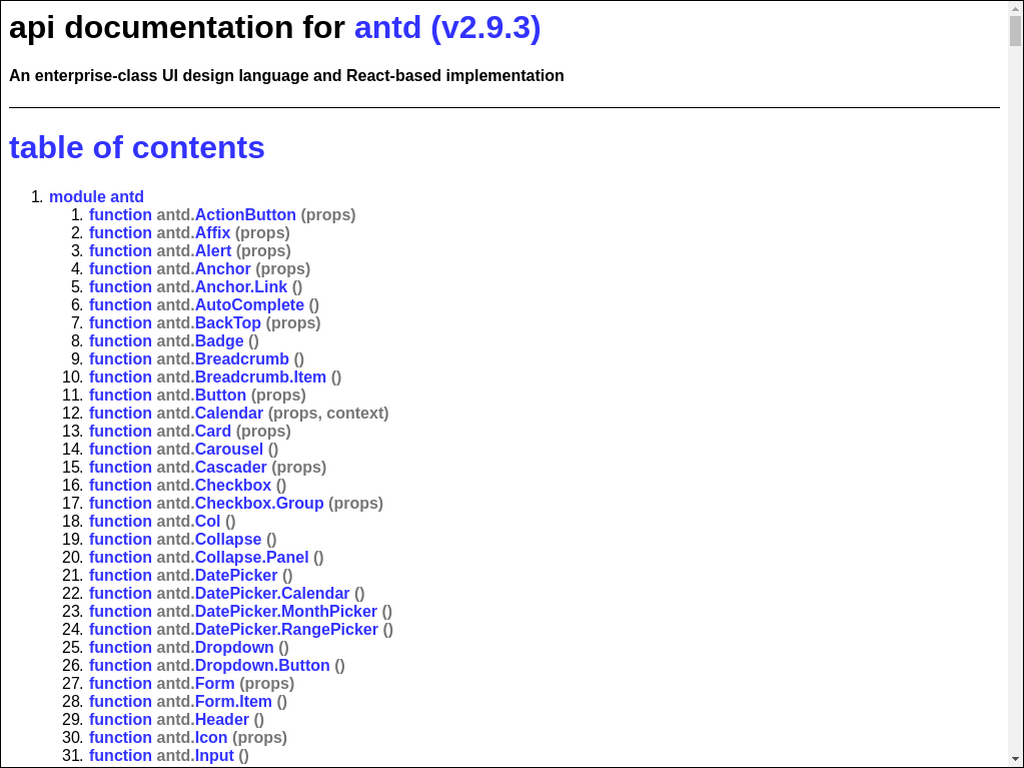 api documentation for antd (v2.9.3)
An enterprise-class UI design language and React-based implementation
table of contents
1. module antd
1. function antd.ActionButton (props)
2. function antd.Affix (props)
3. function antd.Alert (props)
4. function antd.Anchor (props)
5. function antd.Anchor.Link ()
6. function antd.AutoComplete ()
7. function antd.BackTop (props)
8. function antd.Badge ()
9. function antd.Breadcrumb ()
10. function antd.Breadcrumb.Item ()
11. function antd.Button (props)
12. function antd.Calendar (props, context)
13. function antd.Card (props)
14. function antd.Carousel ()
15. function antd.Cascader (props)
16. function antd.Checkbox ()
17. function antd.Checkbox.Group (props)
18. function antd.Col ()
19. function antd.Collapse ()
20. function antd.Collapse.Panel ()
21. function antd.DatePicker ()
22. function antd.DatePicker.Calendar ()
23. function antd.DatePicker.MonthPicker ()
24. function antd.DatePicker.RangePicker ()
25. function antd.Dropdown ()
26. function antd.Dropdown.Button ()
27. function antd.Form (props)
28. function antd.Form.Item ()
29. function antd.Header ()
30. function antd.Icon (props)
31. function antd.Input ()